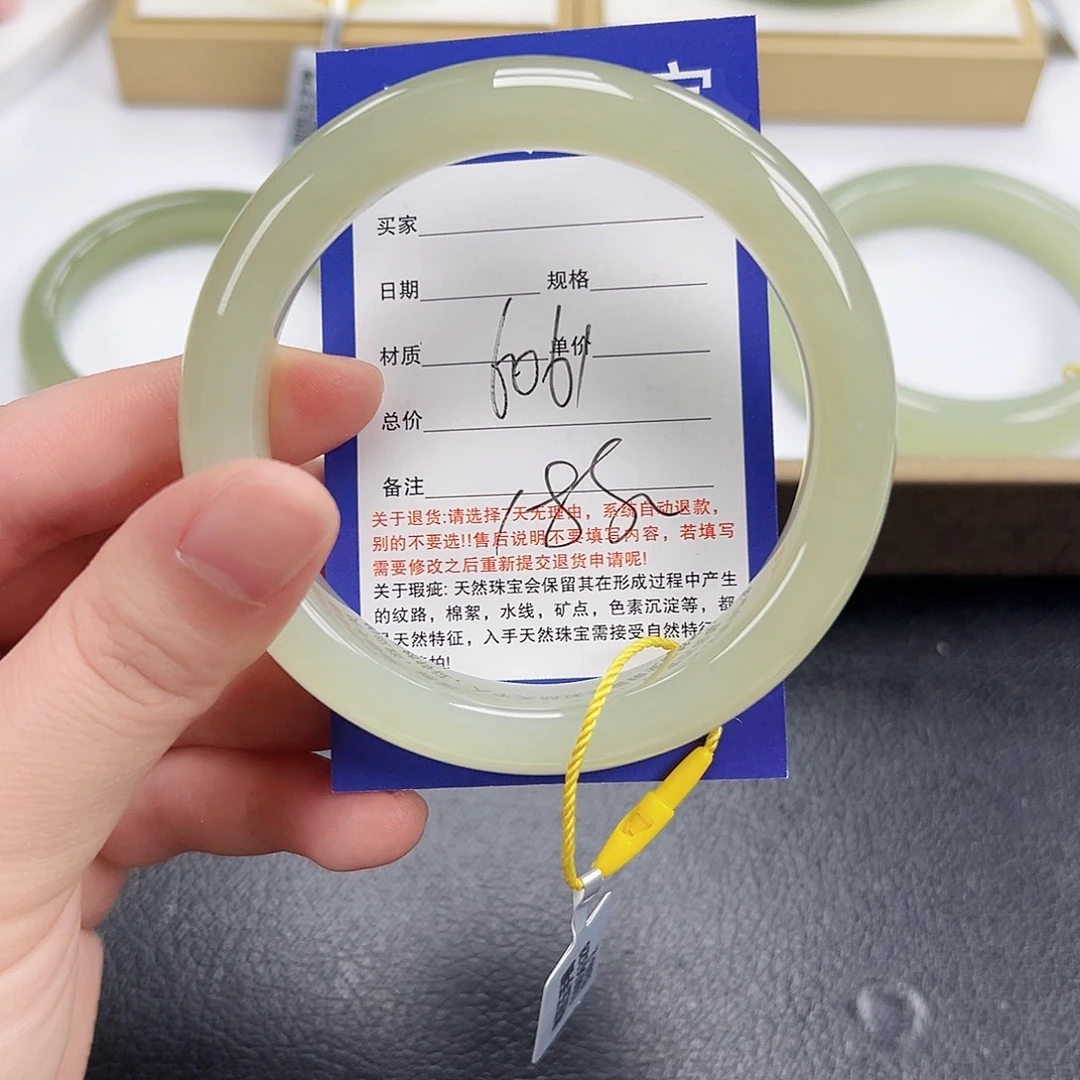 买家
日期 规格
材质 单价
6061
总价
备注
185
关于退货:请选择7天无理由，系统自动退款，
别的不要选!!售后说明不要填写内容，若填写
需要修改之后重新提交退货申请呢!
关于瑕疵: 天然珠宝会保留其在形成过程中产生
的纹路，棉絮，水线，矿点，色素沉淀等，都
是天然特征，入手天然珠宝需接受自然特征